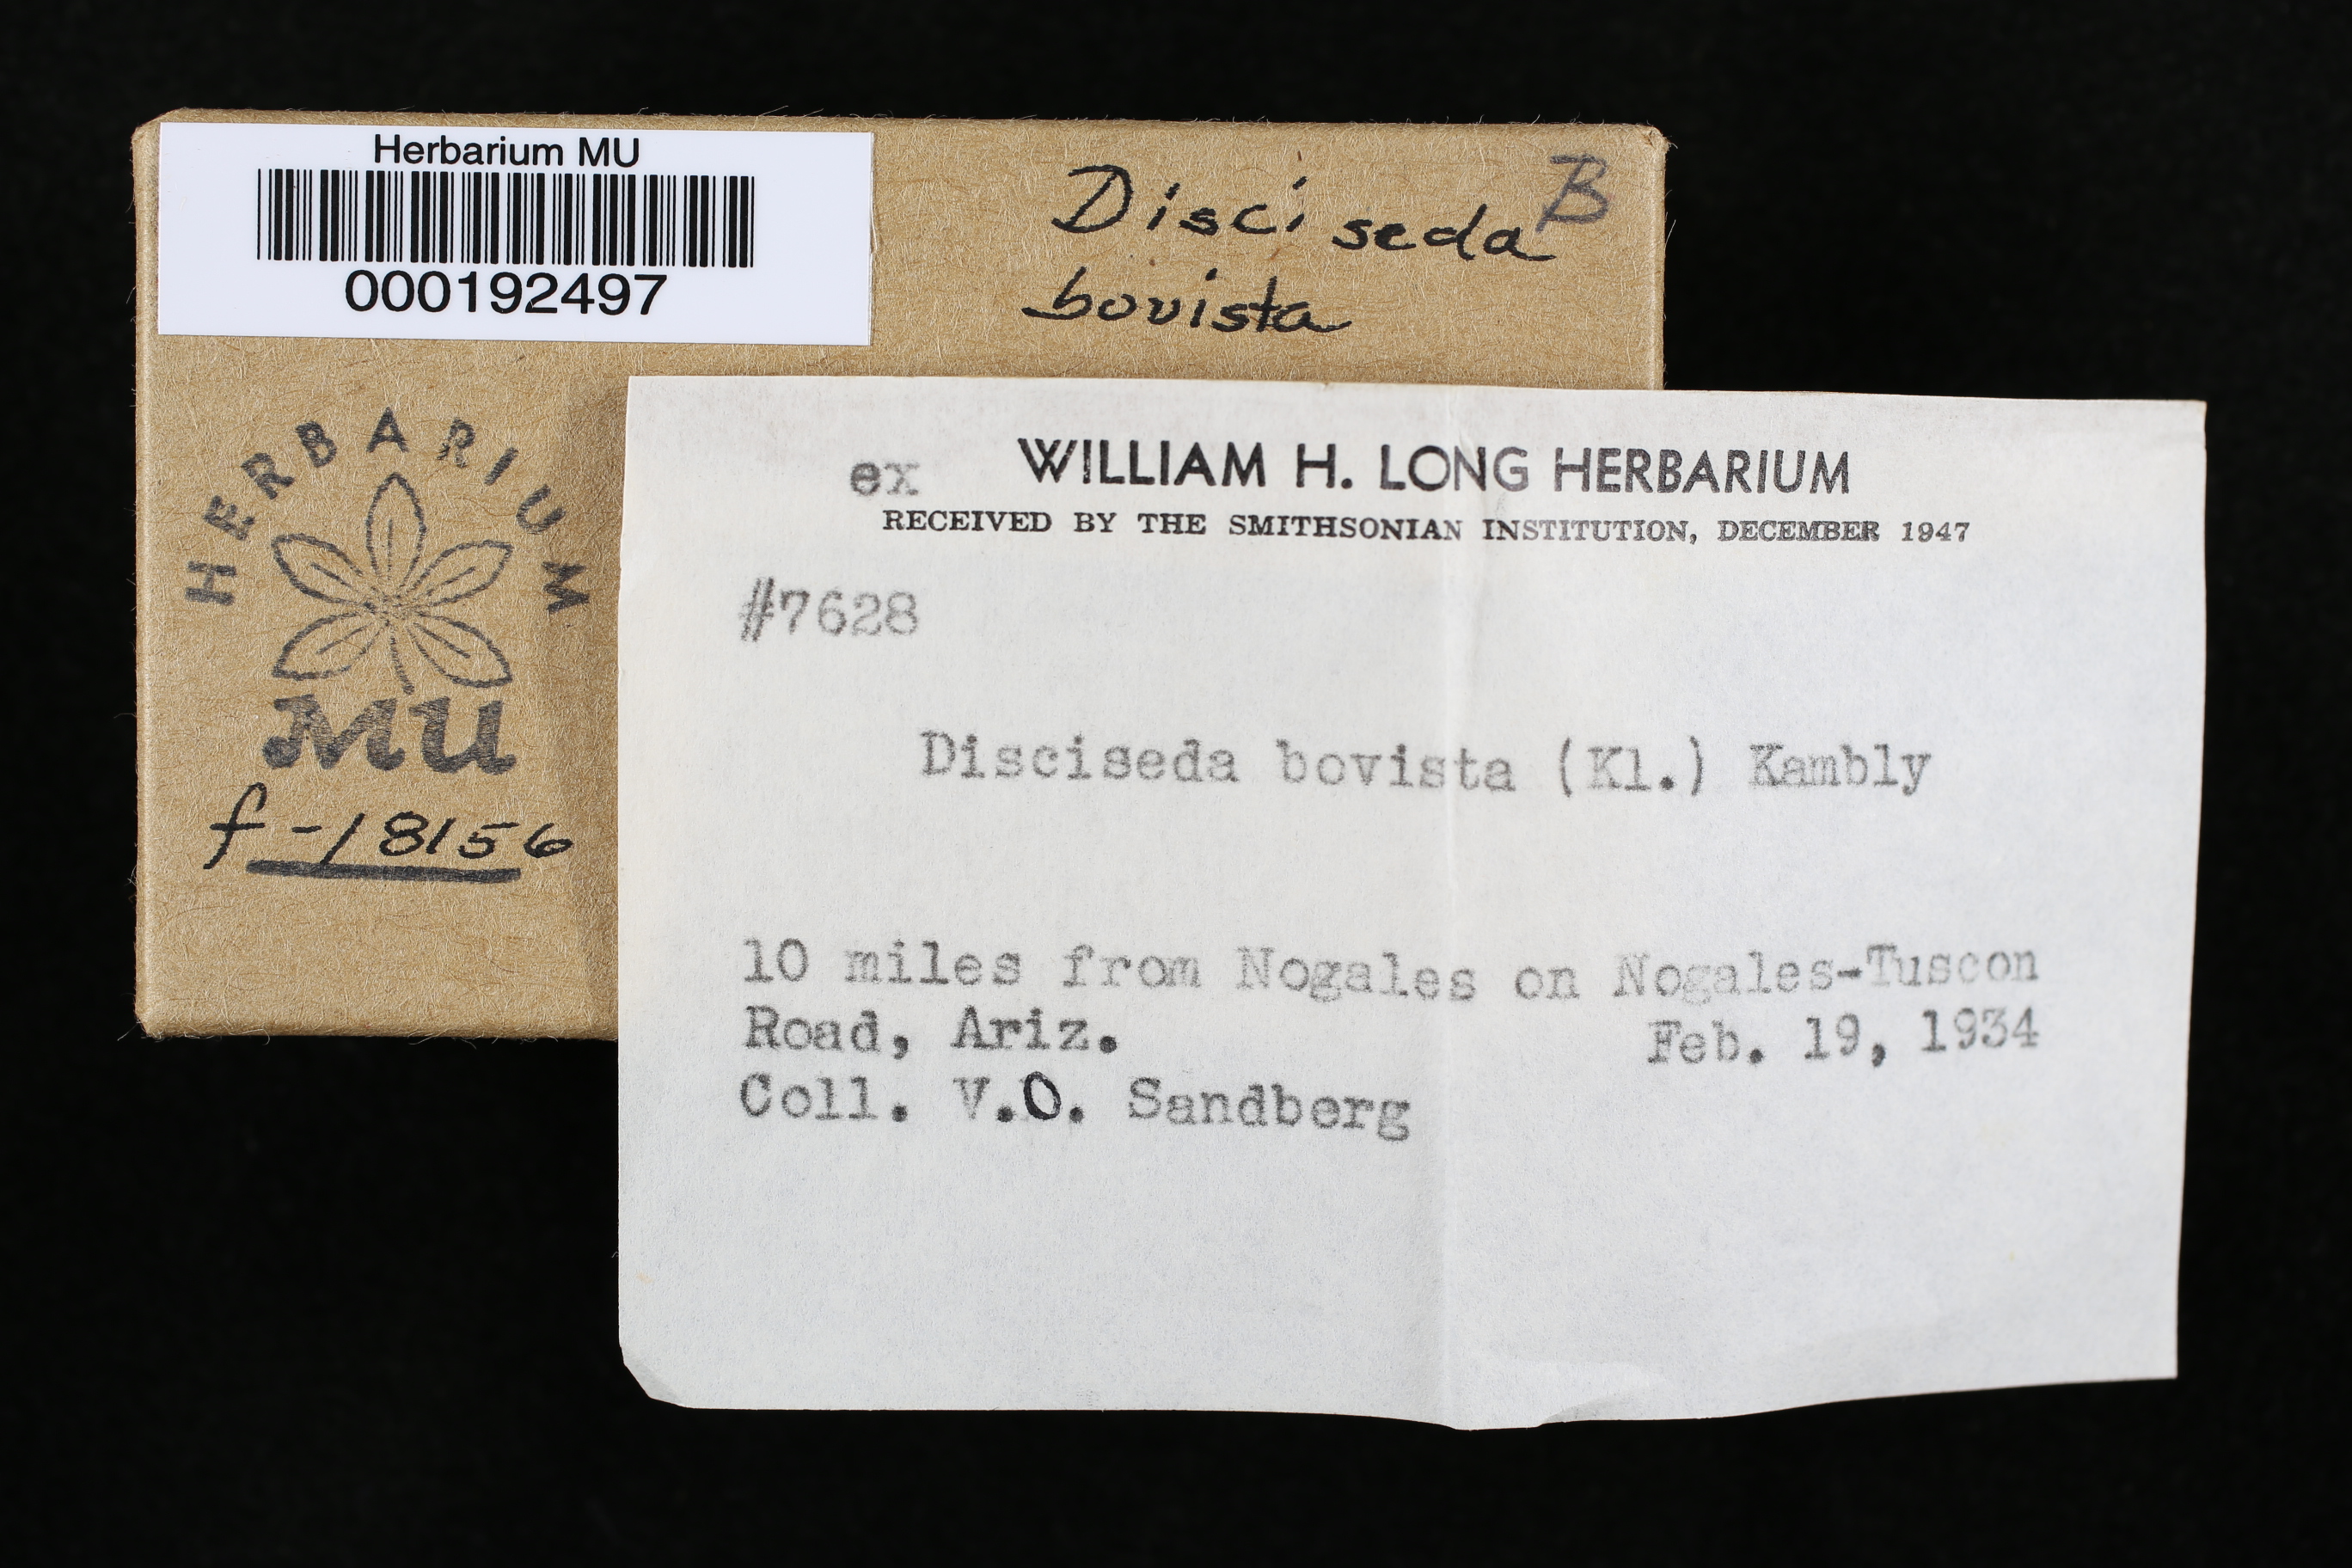 Herbarium MU
000192497
Disciseda B
bovista
HERBARIUM
MU
f-18156
ex WILLIAM H. LONG HERBARIUM
RECEIVED BY THE SMITHSONIAN INSTITUTION, DECEMBER 1947
#7628
Disciseda bovista (Kl.) Kambly
10 miles from Nogales on Nogales-Tuscon
Road, Ariz. Feb. 19, 1934
Coll. V.O. Sandberg